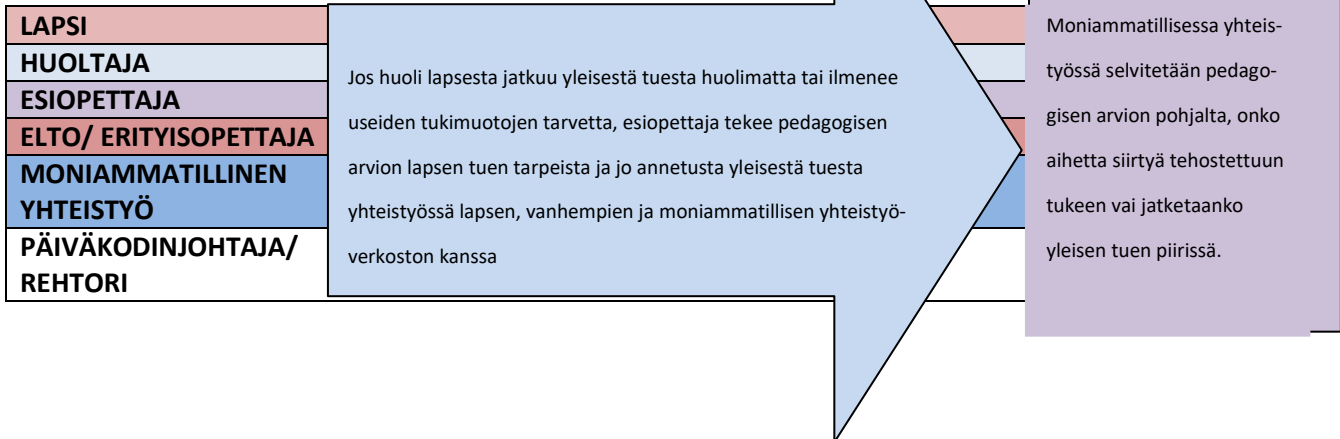 LAPSI
HUOLTAJA
ESIOPETTAJA
ELTO/ ERITYISOPETTAJA
MONIAMMATILLINEN
YHTEISTYÖ
PÄIVÄKODINJOHTAJA/
REHTORI
Jos huoli lapsesta jatkuu yleisestä tuesta huolimatta tai ilmenee
useiden tukimuotojen tarvetta, esiopettaja tekee pedagogisen
arvion lapsen tuen tarpeista ja jo annetusta yleisestä tuesta
yhteistyössä lapsen, vanhempien ja moniammatillisen yhteistyö-
verkoston kanssa
Moniammatillisessa yhteis-
työssä selvitetään pedago-
gisen arvion pohjalta, onko
aihetta siirtyä tehostettuun
tukeen vai jatketaanko
yleisen tuen piirissä.